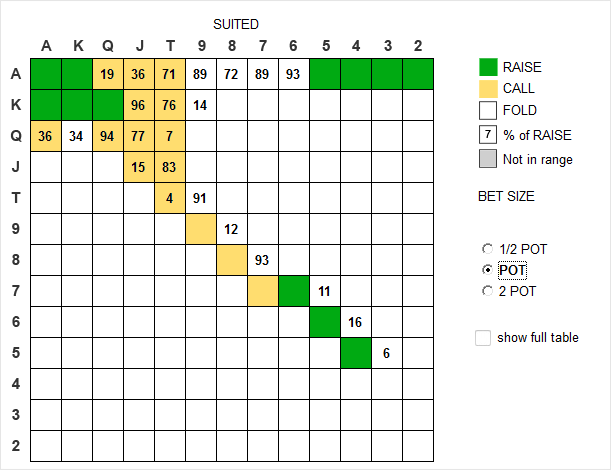 SUITED
A K Q J T 9 8 7 6 5 4 3 2
A 19 36 71 89 72 89 93
K 96 76 14
Q 36 34 94 77 7
J 15 83
T 4 91
9 12
8 93
7 11
6 16
5 6
4
3
2
RAISE
CALL
FOLD
7 % of RAISE
Not in range
BET SIZE
1/2 POT
POT
2 POT
show full table